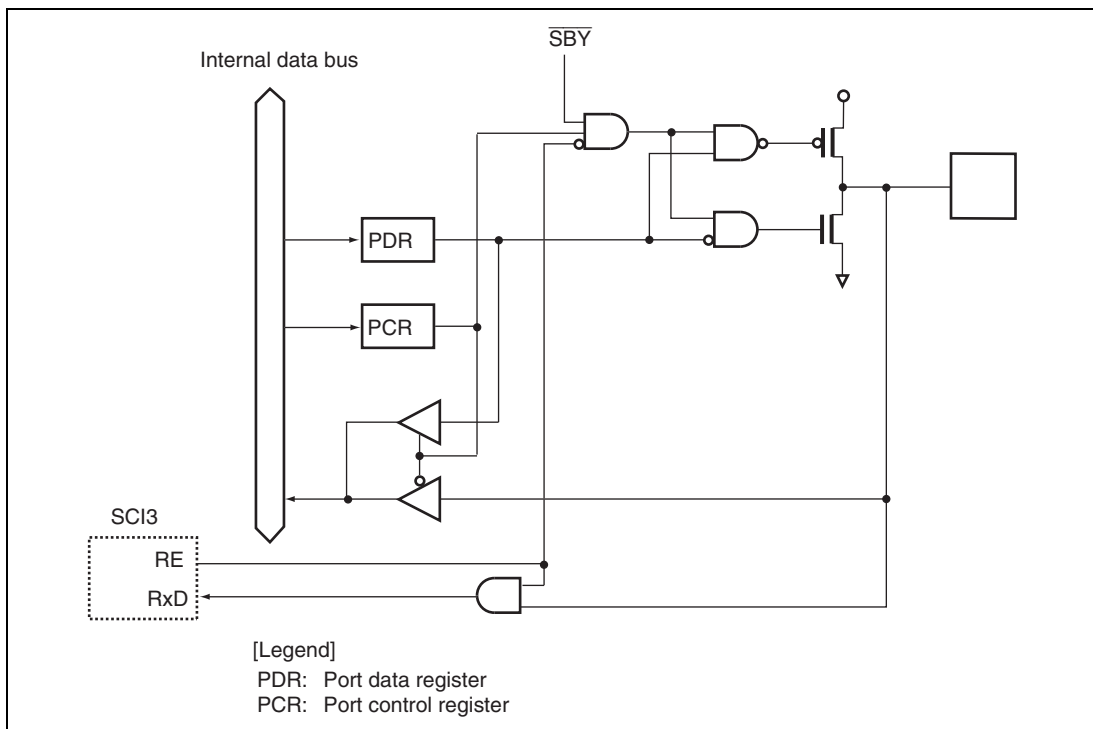 SBY
Internal data bus
PDR
PCR
SCI3
RE
RxD
[Legend]
PDR: Port data register
PCR: Port control register